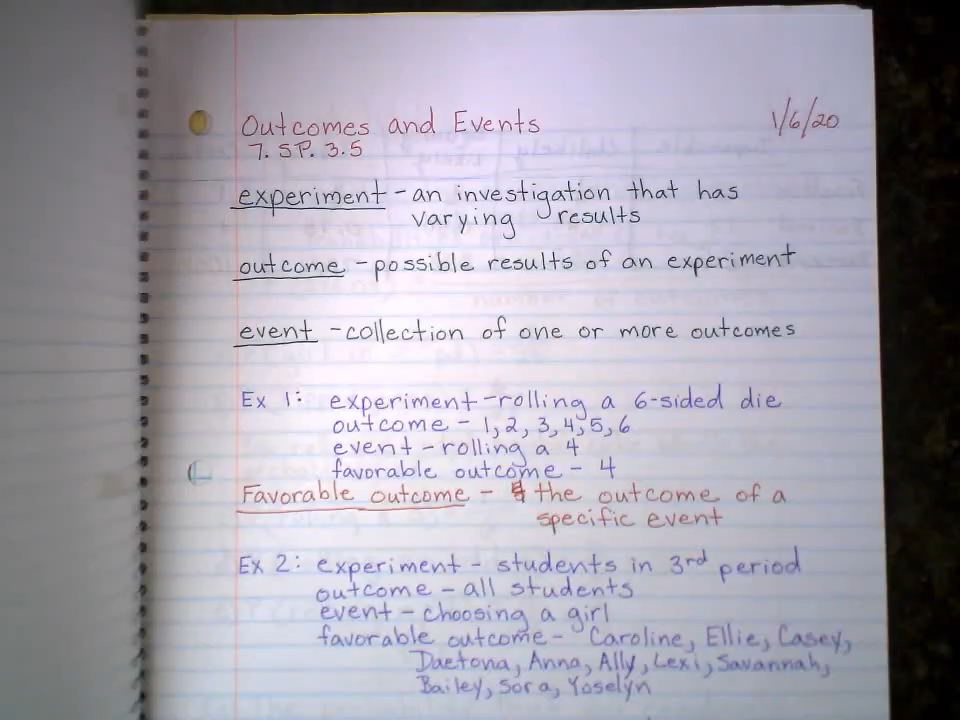 Outcomes and Events 1/6/20
7.SP.3.5
experiment - an investigation that has
varying results
outcome - possible results of an experiment
event - collection of one or more outcomes
Ex 1: experiment - rolling a 6-sided die
outcome - 1, 2, 3, 4, 5, 6
event - rolling a 4
favorable outcome - 4
Favorable outcome - the outcome of a
specific event
Ex 2: experiment - students in 3rd period
outcome - all students
event - choosing a girl
favorable outcome - Caroline, Ellie, Casey,
Daetona, Anna, Ally, Lexi, Savannah,
Bailey, Sora, Yoselyn